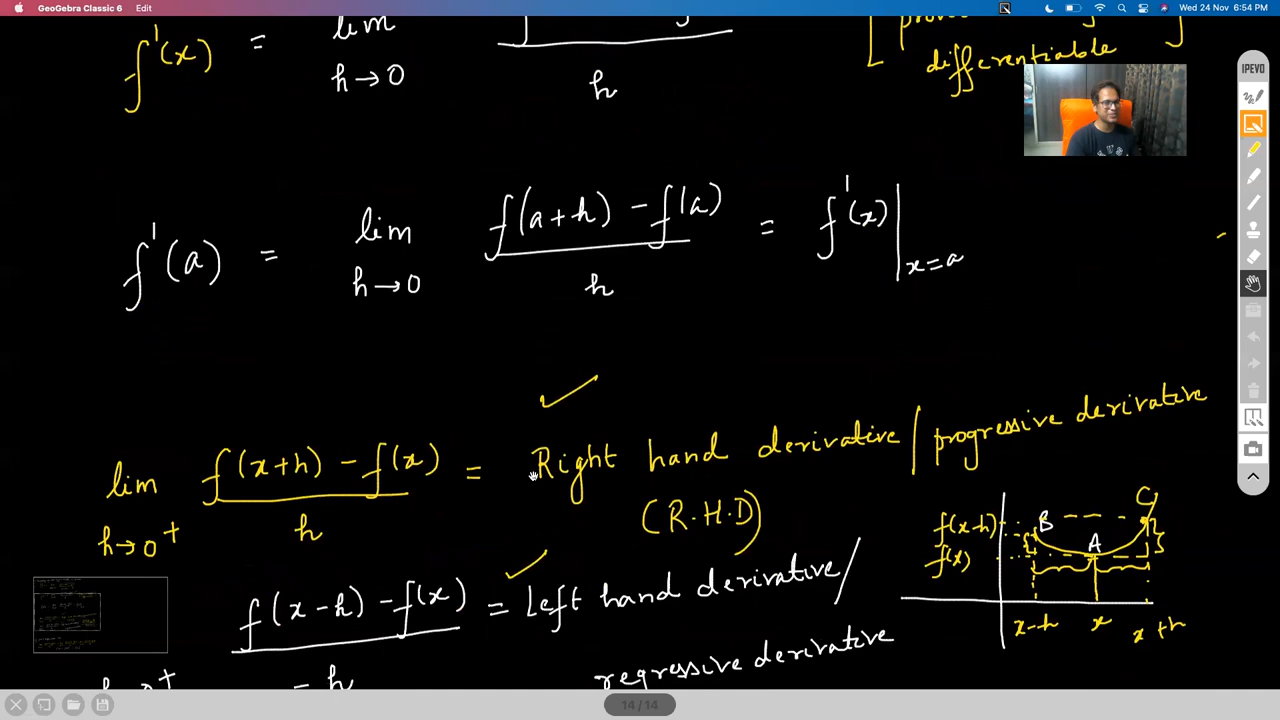 GeoGebra Classic 6 Edit Wed 24 Nov 6:54 PM
f'(x) = lim
h→0 h
differentiable
IPEVO
f'(a) = lim f(a+h) - f(a) = f'(x)|
h→0 h x=a
lim f(x+h) - f(x) = Right hand derivative / progressive derivative
h→0+ h (R.H.D)
f(x-h) - f(x) = Left hand derivative /
-h regressive derivative
C
f(x-h) B
A
f(x)
x-h x x+h
14 / 14